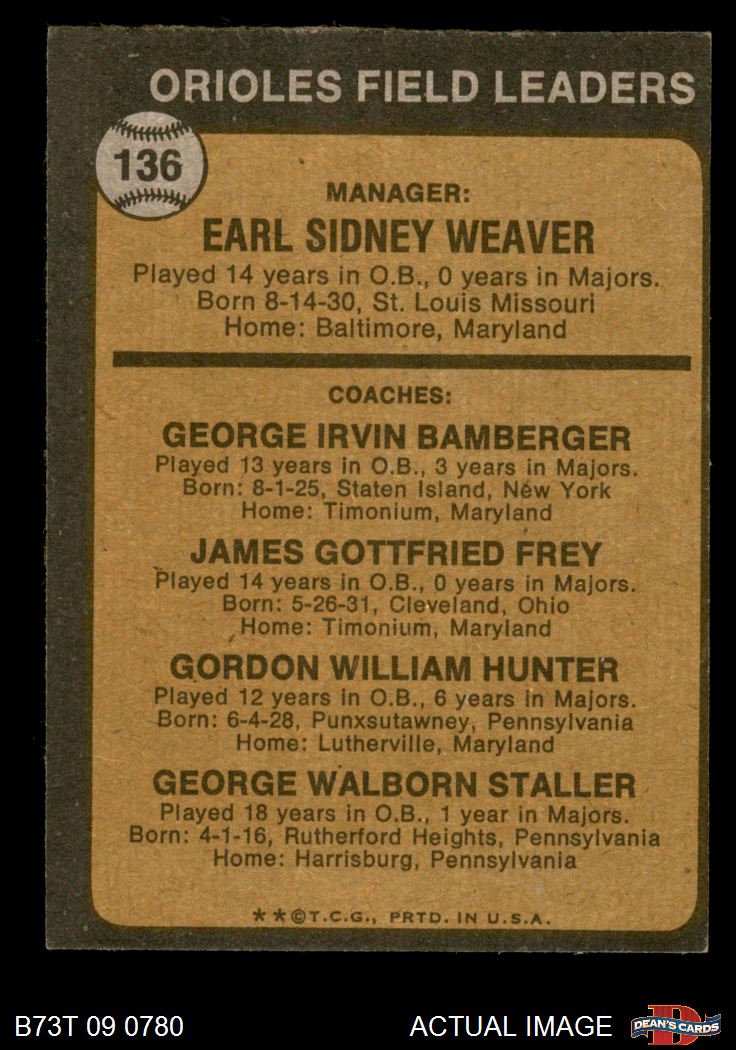 ORIOLES FIELD LEADERS
136
MANAGER:
EARL SIDNEY WEAVER
Played 14 years in O.B., 0 years in Majors.
Born 8-14-30, St. Louis Missouri
Home: Baltimore, Maryland
COACHES:
GEORGE IRVIN BAMBERGER
Played 13 years in O.B., 3 years in Majors.
Born: 8-1-25, Staten Island, New York
Home: Timonium, Maryland
JAMES GOTTFRIED FREY
Played 14 years in O.B., 0 years in Majors.
Born: 5-26-31, Cleveland, Ohio
Home: Timonium, Maryland
GORDON WILLIAM HUNTER
Played 12 years in O.B., 6 years in Majors.
Born: 6-4-28, Punxsutawney, Pennsylvania
Home: Lutherville, Maryland
GEORGE WALBORN STALLER
Played 18 years in O.B., 1 year in Majors.
Born: 4-1-16, Rutherford Heights, Pennsylvania
Home: Harrisburg, Pennsylvania
**©T.C.G., PRTD. IN U.S.A.
B73T 09 0780 ACTUAL IMAGE
D
DEAN'S CARDS